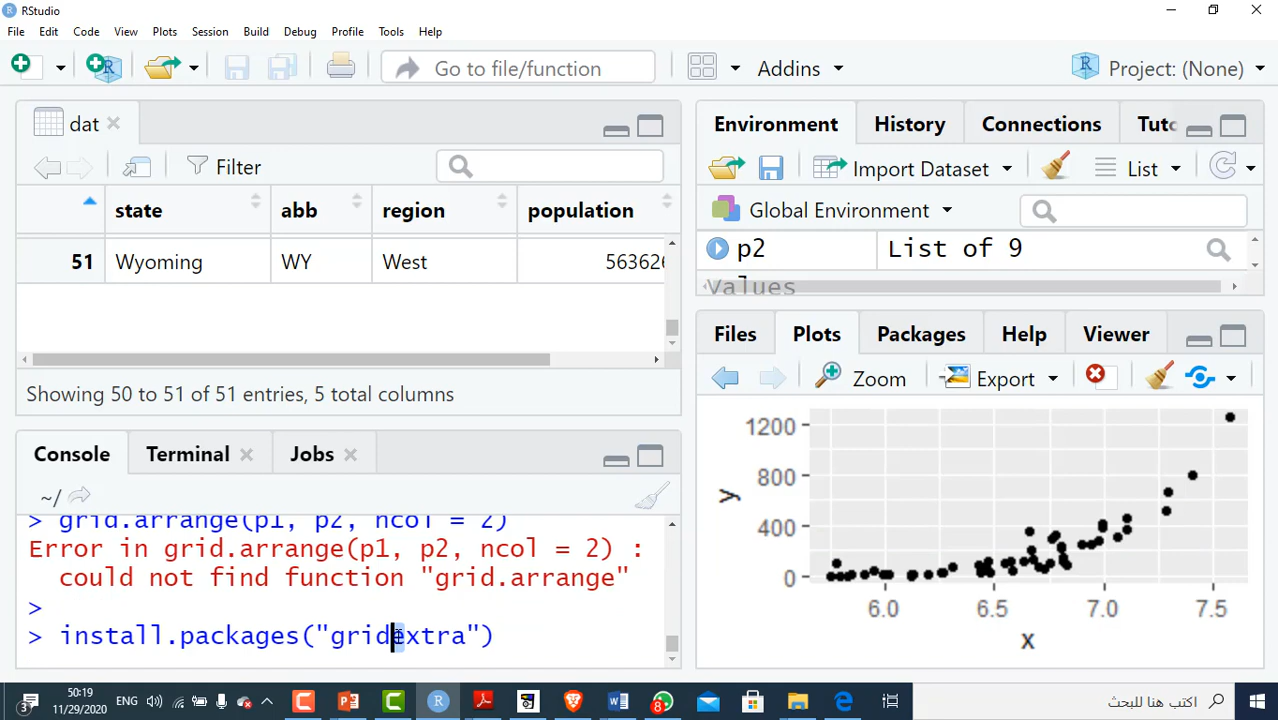 RStudio
File Edit Code View Plots Session Build Debug Profile Tools Help
Go to file/function Addins Project: (None)
dat
Filter
state abb region population
51 Wyoming WY West 563626
Showing 50 to 51 of 51 entries, 5 total columns
Console Terminal Jobs
~/
> grid.arrange(p1, p2, ncol = 2)
Error in grid.arrange(p1, p2, ncol = 2) :
could not find function "grid.arrange"
>
> install.packages("gridextra")
Environment History Connections Tuto
Import Dataset List
Global Environment
p2 List of 9
Values
Files Plots Packages Help Viewer
Zoom Export
1200
800
400
0
y
6.0 6.5 7.0 7.5
x
3 50:19 11/29/2020 ENG 8 اكتب هنا للبحث